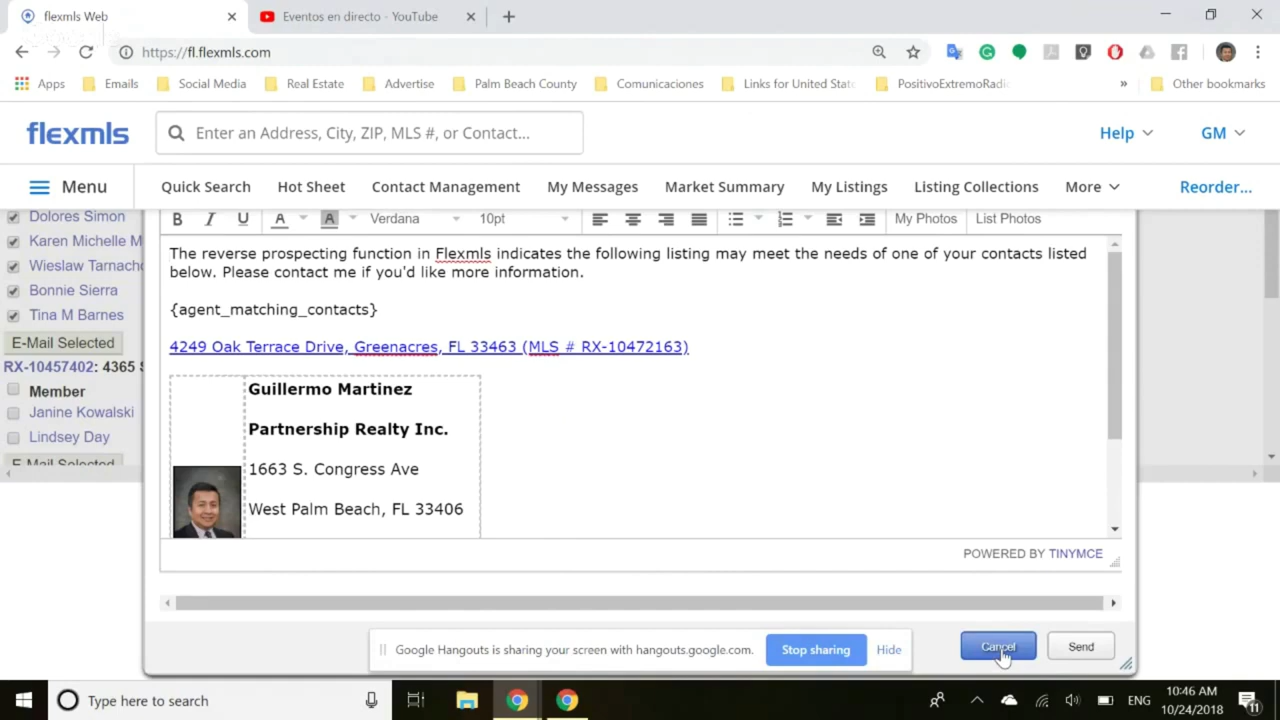 flexmls Web
Eventos en directo - YouTube
https://fl.flexmls.com
Apps
Emails
Social Media
Real Estate
Advertise
Palm Beach County
Comunicaciones
Links for United Stat
PositivoExtremoRadi
»
Other bookmarks
flexmls
Enter an Address, City, ZIP, MLS #, or Contact...
Help
GM
Menu
Quick Search
Hot Sheet
Contact Management
My Messages
Market Summary
My Listings
Listing Collections
More
Reorder...
Dolores Simon
Karen Michelle M
Wieslaw Tarnacho
Bonnie Sierra
Tina M Barnes
E-Mail Selected
RX-10457402: 4365 S
Member
Janine Kowalski
Lindsey Day
E-Mail Selected
B I U A A Verdana 10pt My Photos List Photos
The reverse prospecting function in Flexmls indicates the following listing may meet the needs of one of your contacts listed
below. Please contact me if you'd like more information.
{agent_matching_contacts}
4249 Oak Terrace Drive, Greenacres, FL 33463 (MLS # RX-10472163)
Guillermo Martinez
Partnership Realty Inc.
1663 S. Congress Ave
West Palm Beach, FL 33406
POWERED BY TINYMCE
Google Hangouts is sharing your screen with hangouts.google.com.
Stop sharing
Hide
Cancel
Send
Type here to search
ENG
10:46 AM
10/24/2018
11